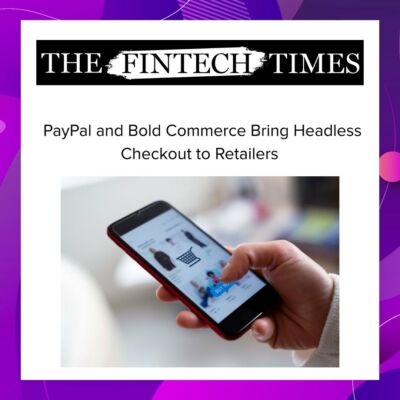 THE FINTECH TIMES
PayPal and Bold Commerce Bring Headless
Checkout to Retailers